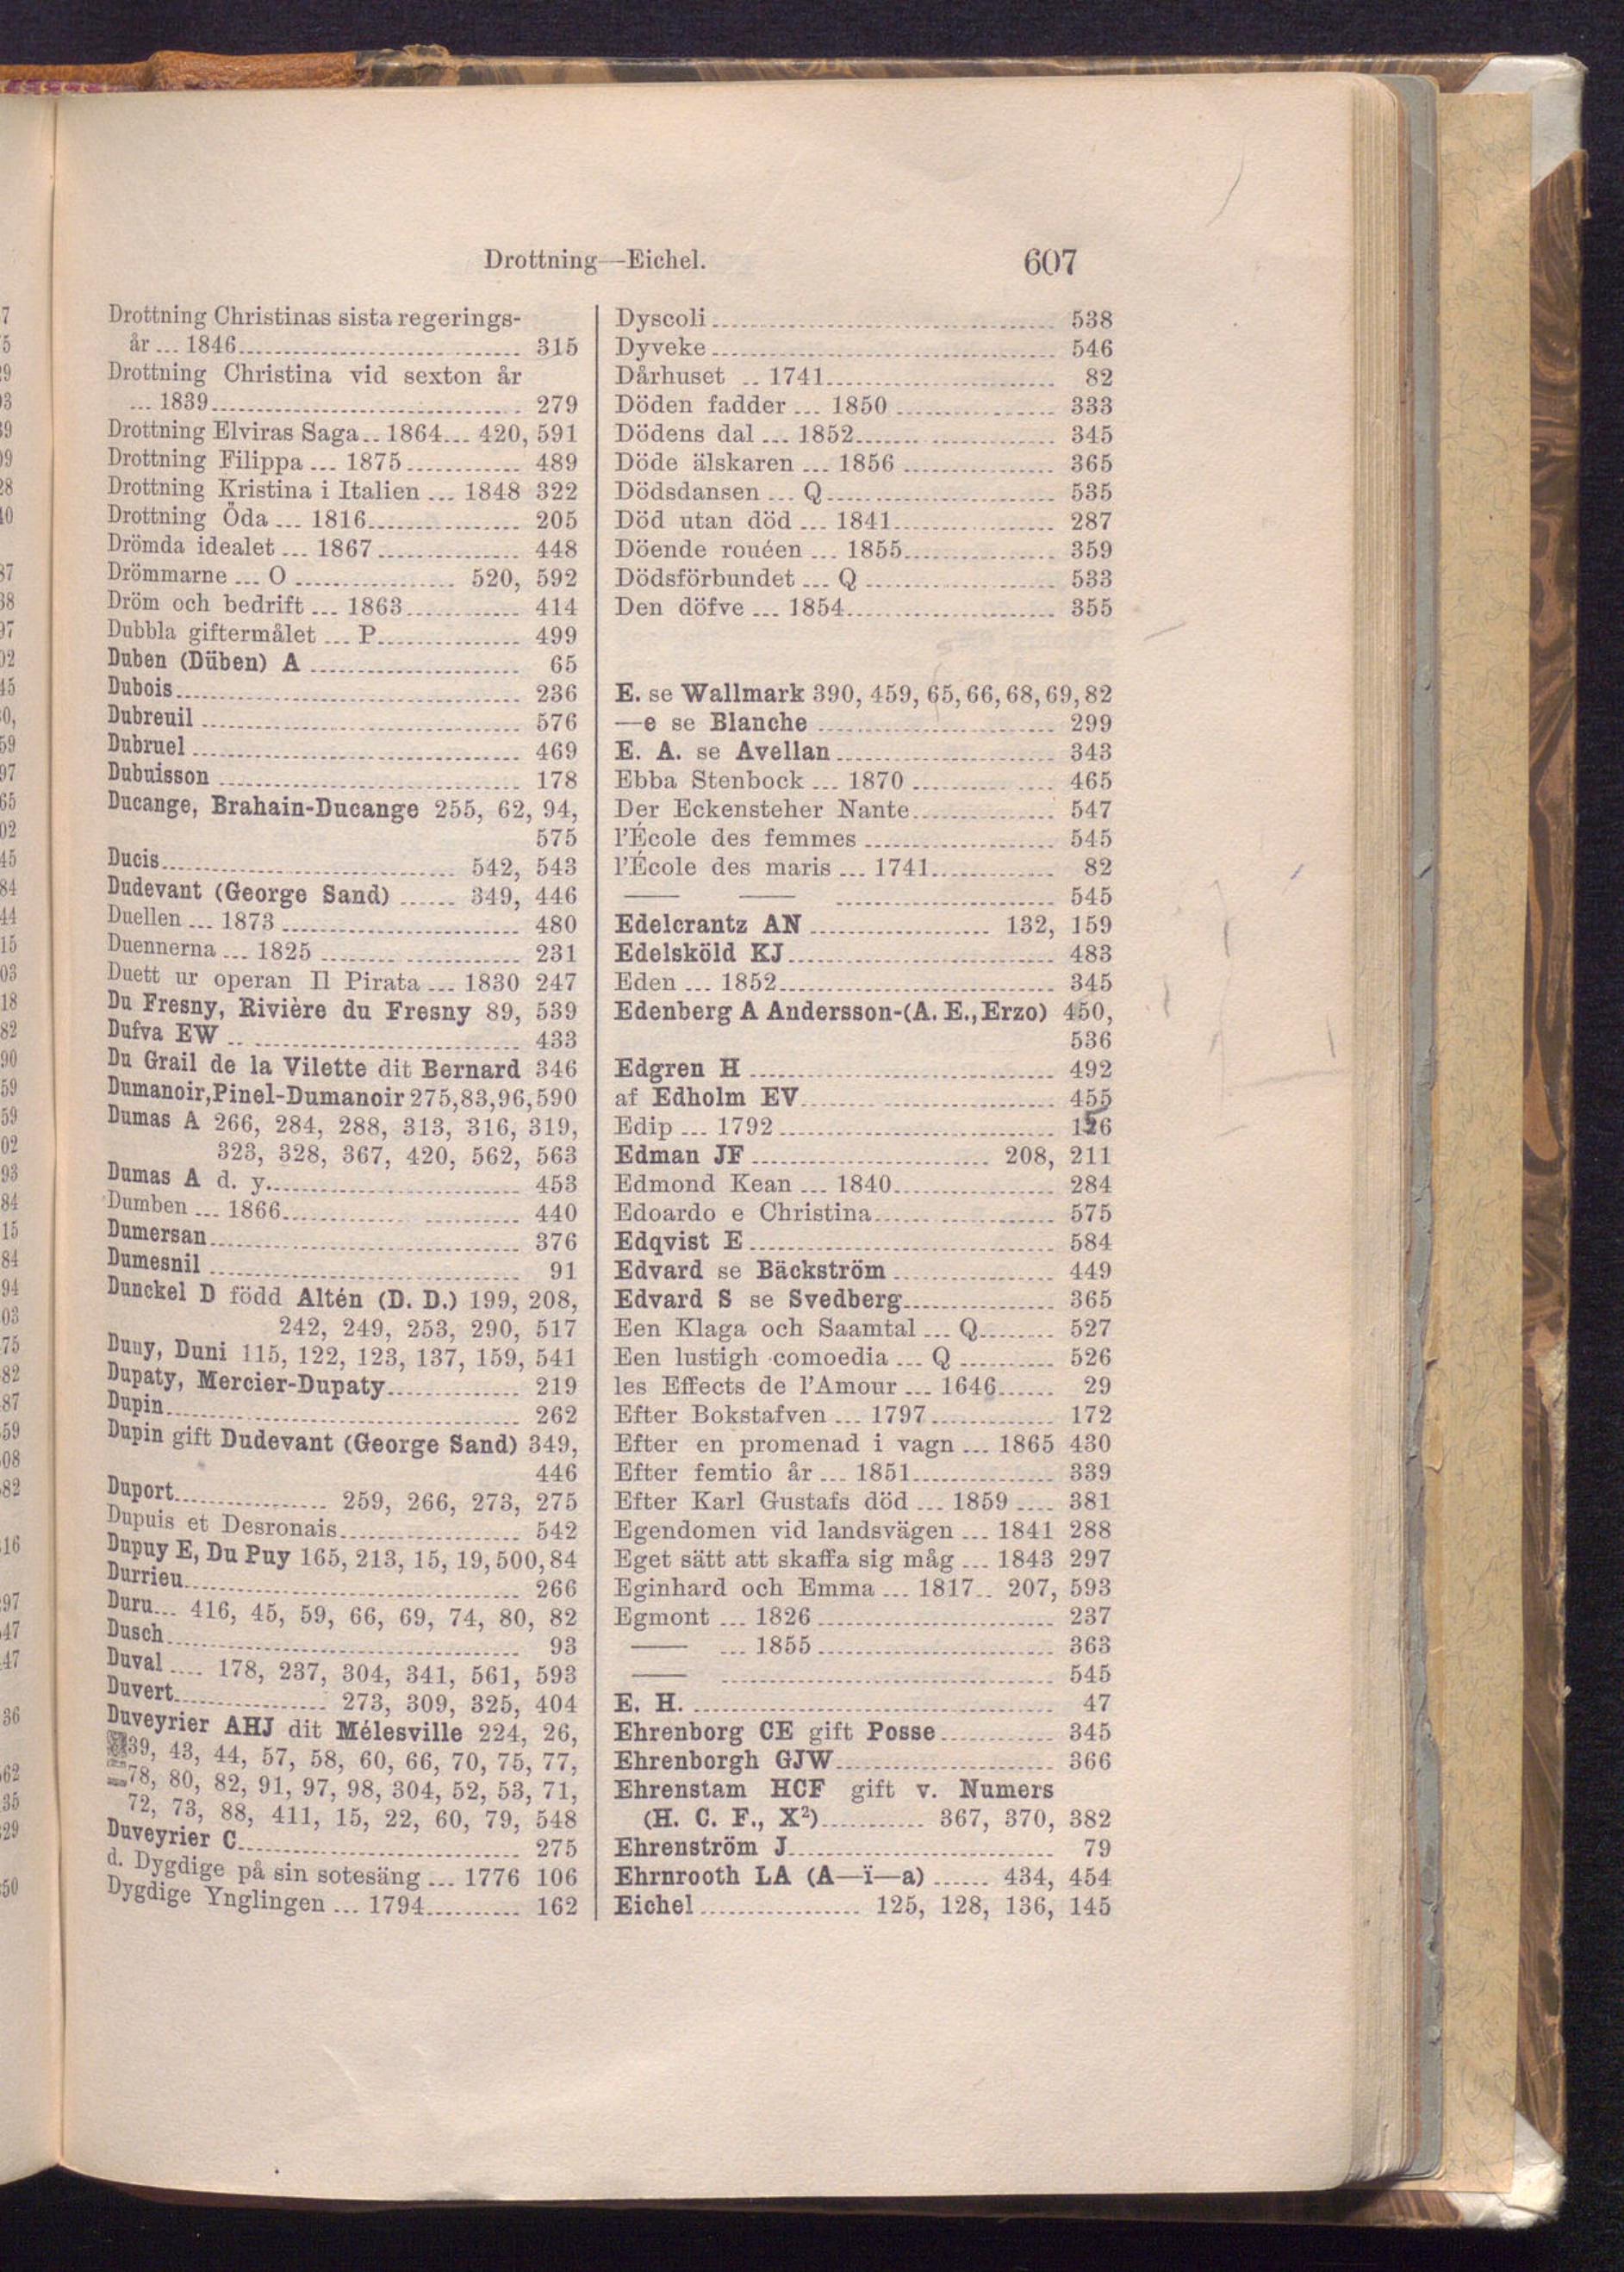 Drottning—Eichel. 607
Drottning Christinas sista regerings-
år ... 1846 315
Drottning Christina vid sexton år
... 1839 279
Drottning Elviras Saga .. 1864 ... 420, 591
Drottning Filippa ... 1875 489
Drottning Kristina i Italien ... 1848 322
Drottning Öda ... 1816 205
Drömda idealet ... 1867 448
Drömmarne ... O 520, 592
Dröm och bedrift ... 1863 414
Dubbla giftermålet ... P 499
Duben (Düben) A 65
Dubois 236
Dubreuil 576
Dubruel 469
Dubuisson 178
Ducange, Brahain-Ducange 255, 62, 94,
575
Ducis 542, 543
Dudevant (George Sand) 349, 446
Duellen ... 1873 480
Duennerna ... 1825 231
Duett ur operan Il Pirata ... 1830 247
Du Fresny, Rivière du Fresny 89, 539
Dufva EW 433
Du Grail de la Vilette dit Bernard 346
Dumanoir, Pinel-Dumanoir 275, 83, 96, 590
Dumas A 266, 284, 288, 313, 316, 319,
323, 328, 367, 420, 562, 563
Dumas A d. y. 453
Dumben ... 1866 440
Dumersan 376
Dumesnil 91
Dunckel D född Altén (D. D.) 199, 208,
242, 249, 253, 290, 517
Duny, Duni 115, 122, 123, 137, 159, 541
Dupaty, Mercier-Dupaty 219
Dupin 262
Dupin gift Dudevant (George Sand) 349,
446
Duport 259, 266, 273, 275
Dupuis et Desronais 542
Dupuy E, Du Puy 165, 213, 15, 19, 500, 84
Durrieu 266
Duru ... 416, 45, 59, 66, 69, 74, 80, 82
Dusch 93
Duval .... 178, 237, 304, 341, 561, 593
Duvert 273, 309, 325, 404
Duveyrier AHJ dit Mélesville 224, 26,
39, 43, 44, 57, 58, 60, 66, 70, 75, 77,
78, 80, 82, 91, 97, 98, 304, 52, 53, 71,
72, 73, 88, 411, 15, 22, 60, 79, 548
Duveyrier C 275
d. Dygdige på sin sotesäng ... 1776 106
Dygdige Ynglingen ... 1794 162
Dyscoli 538
Dyveke 546
Dårhuset .. 1741 82
Döden fadder ... 1850 333
Dödens dal ... 1852 345
Döde älskaren ... 1856 365
Dödsdansen ... Q 535
Död utan död ... 1841 287
Döende rouéen ... 1855 359
Dödsförbundet ... Q 533
Den döfve ... 1854 355
E. se Wallmark 390, 459, 65, 66, 68, 69, 82
—e se Blanche 299
E. A. se Avellan 343
Ebba Stenbock ... 1870 465
Der Eckensteher Nante 547
l'École des femmes 545
l'École des maris ... 1741 82
—— —— 545
Edelcrantz AN 132, 159
Edelsköld KJ 483
Eden ... 1852 345
Edenberg A Andersson-(A. E., Erzo) 450,
536
Edgren H 492
af Edholm EV 455
Edip ... 1792 
Edman JF 208, 211
Edmond Kean ... 1840 284
Edoardo e Christina 575
Edqvist E 584
Edvard se Bäckström 449
Edvard S se Svedberg 365
Een Klaga och Saamtal ... Q 527
Een lustigh comoedia ... Q 526
les Effects de l'Amour ... 1646 29
Efter Bokstafven ... 1797 172
Efter en promenad i vagn ... 1865 430
Efter femtio år ... 1851 339
Efter Karl Gustafs död ... 1859 381
Egendomen vid landsvägen ... 1841 288
Eget sätt att skaffa sig måg ... 1843 297
Eginhard och Emma ... 1817 .. 207, 593
Egmont ... 1826 237
—— ... 1855 363
—— 545
E. H. 47
Ehrenborg CE gift Posse 345
Ehrenborgh GJW 366
Ehrenstam HCF gift v. Numers
(H. C. F., X²) 367, 370, 382
Ehrenström J 79
Ehrnrooth LA (A—ï—a) 434, 454
Eichel 125, 128, 136, 145